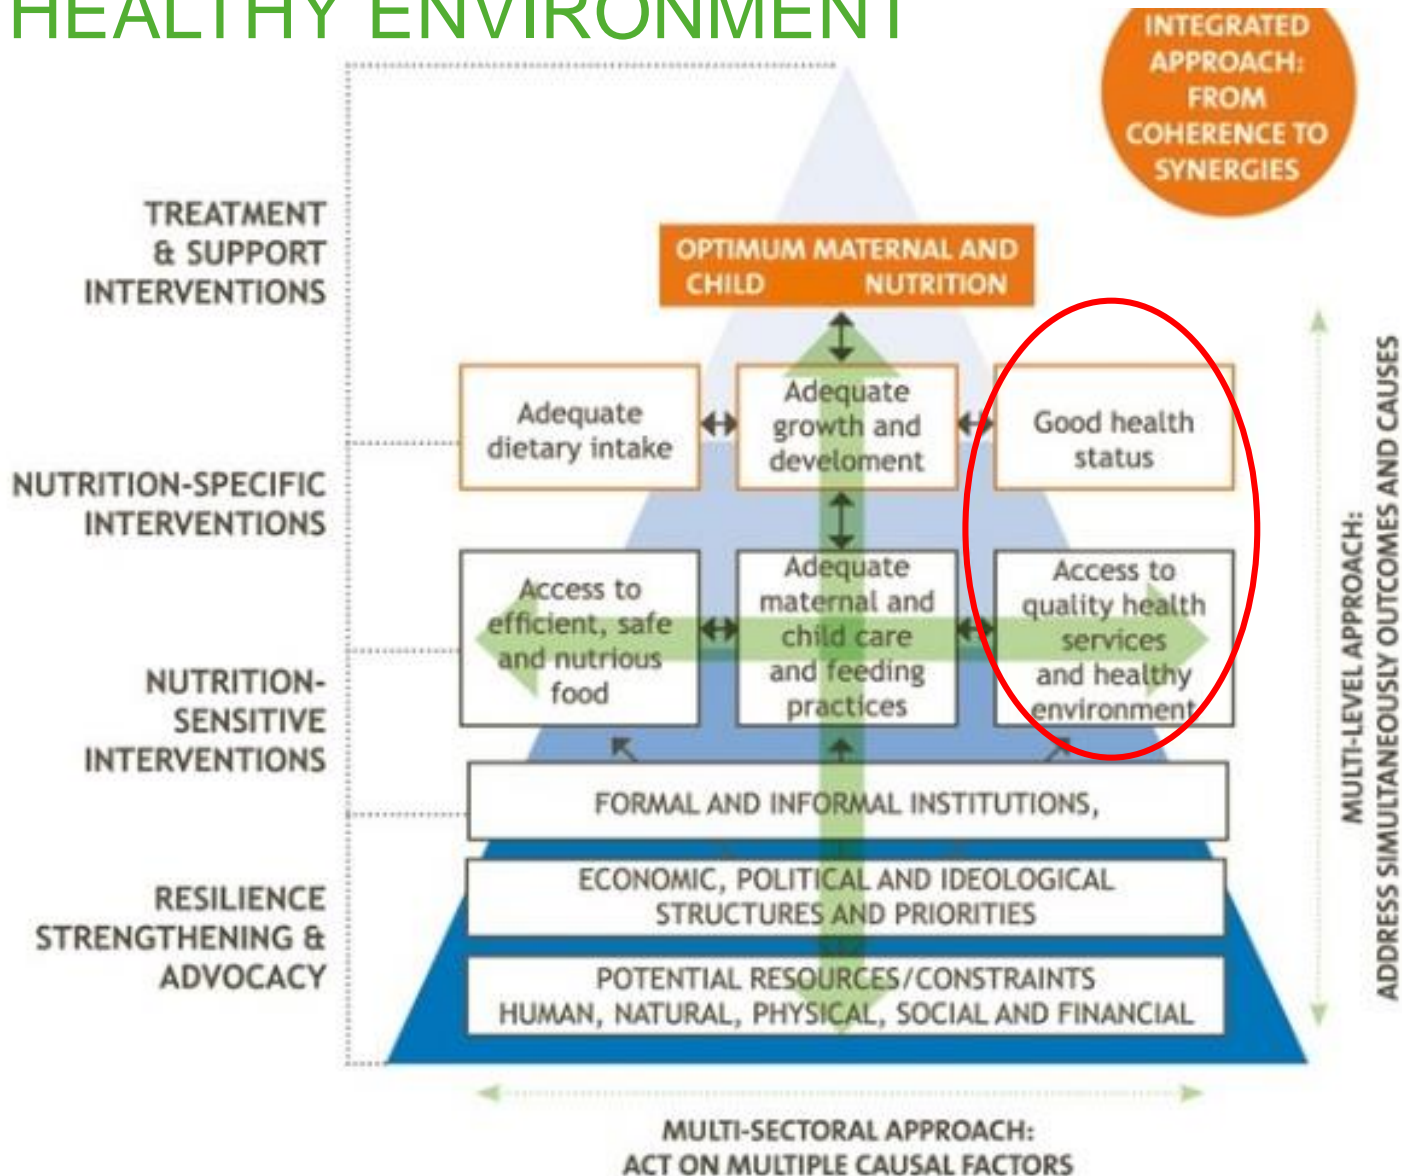 HEALTHY ENVIRONMENT
INTEGRATED
APPROACH:
FROM
COHERENCE TO
SYNERGIES
TREATMENT
& SUPPORT
INTERVENTIONS
OPTIMUM MATERNAL AND
CHILD NUTRITION
Adequate
dietary intake
Adequate
growth and
develoment
Good health
status
NUTRITION-SPECIFIC
INTERVENTIONS
Access to
efficient, safe
and nutrious
food
Adequate
maternal and
child care
and feeding
practices
Access to
quality health
services
and healthy
environment
NUTRITION-
SENSITIVE
INTERVENTIONS
FORMAL AND INFORMAL INSTITUTIONS,
ECONOMIC, POLITICAL AND IDEOLOGICAL
STRUCTURES AND PRIORITIES
RESILIENCE
STRENGTHENING &
ADVOCACY
POTENTIAL RESOURCES/CONSTRAINTS
HUMAN, NATURAL, PHYSICAL, SOCIAL AND FINANCIAL
MULTI-LEVEL APPROACH:
ADDRESS SIMULTANEOUSLY OUTCOMES AND CAUSES
MULTI-SECTORAL APPROACH:
ACT ON MULTIPLE CAUSAL FACTORS